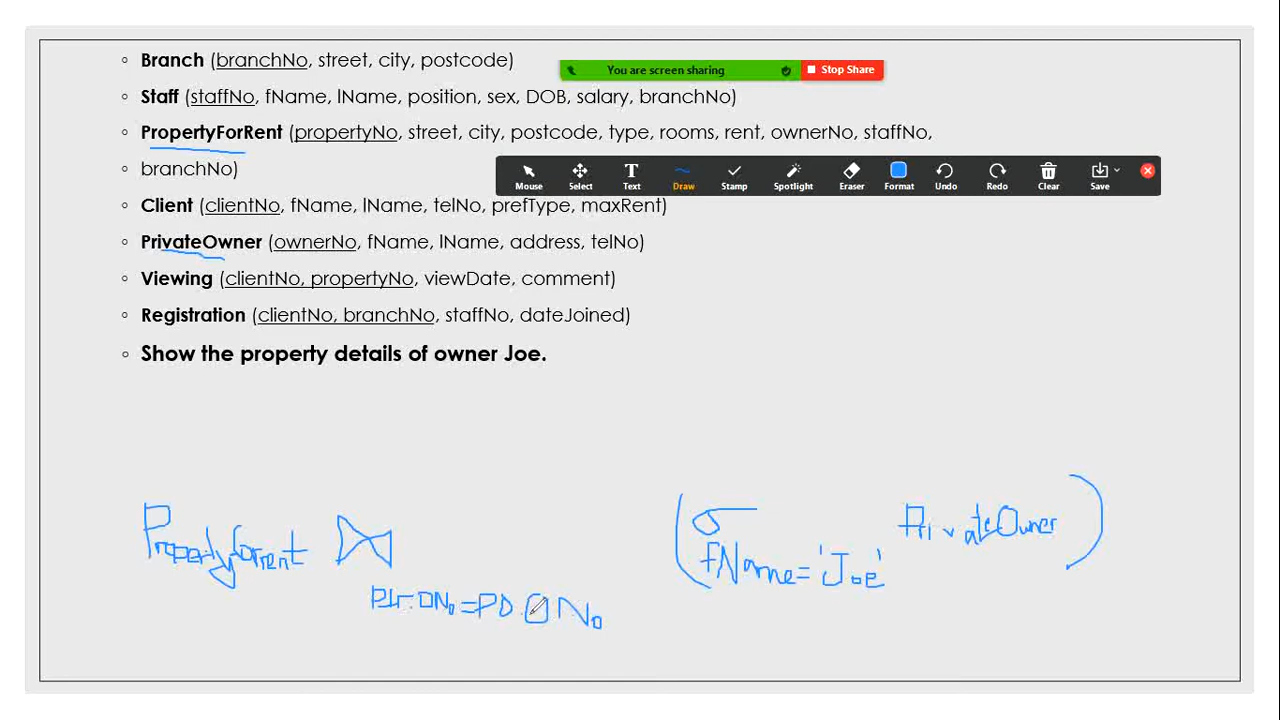 Branch (branchNo, street, city, postcode)
You are screen sharing
Stop Share
Staff (staffNo, fName, lName, position, sex, DOB, salary, branchNo)
PropertyForRent (propertyNo, street, city, postcode, type, rooms, rent, ownerNo, staffNo,
branchNo)
Mouse Select Text Draw Stamp Spotlight Eraser Format Undo Redo Clear Save
Client (clientNo, fName, lName, telNo, prefType, maxRent)
PrivateOwner (ownerNo, fName, lName, address, telNo)
Viewing (clientNo, propertyNo, viewDate, comment)
Registration (clientNo, branchNo, staffNo, dateJoined)
Show the property details of owner Joe.
PropertyforRent ⋈ (σ PrivateOwner)
fName='Joe'
ONo=PO.ONo